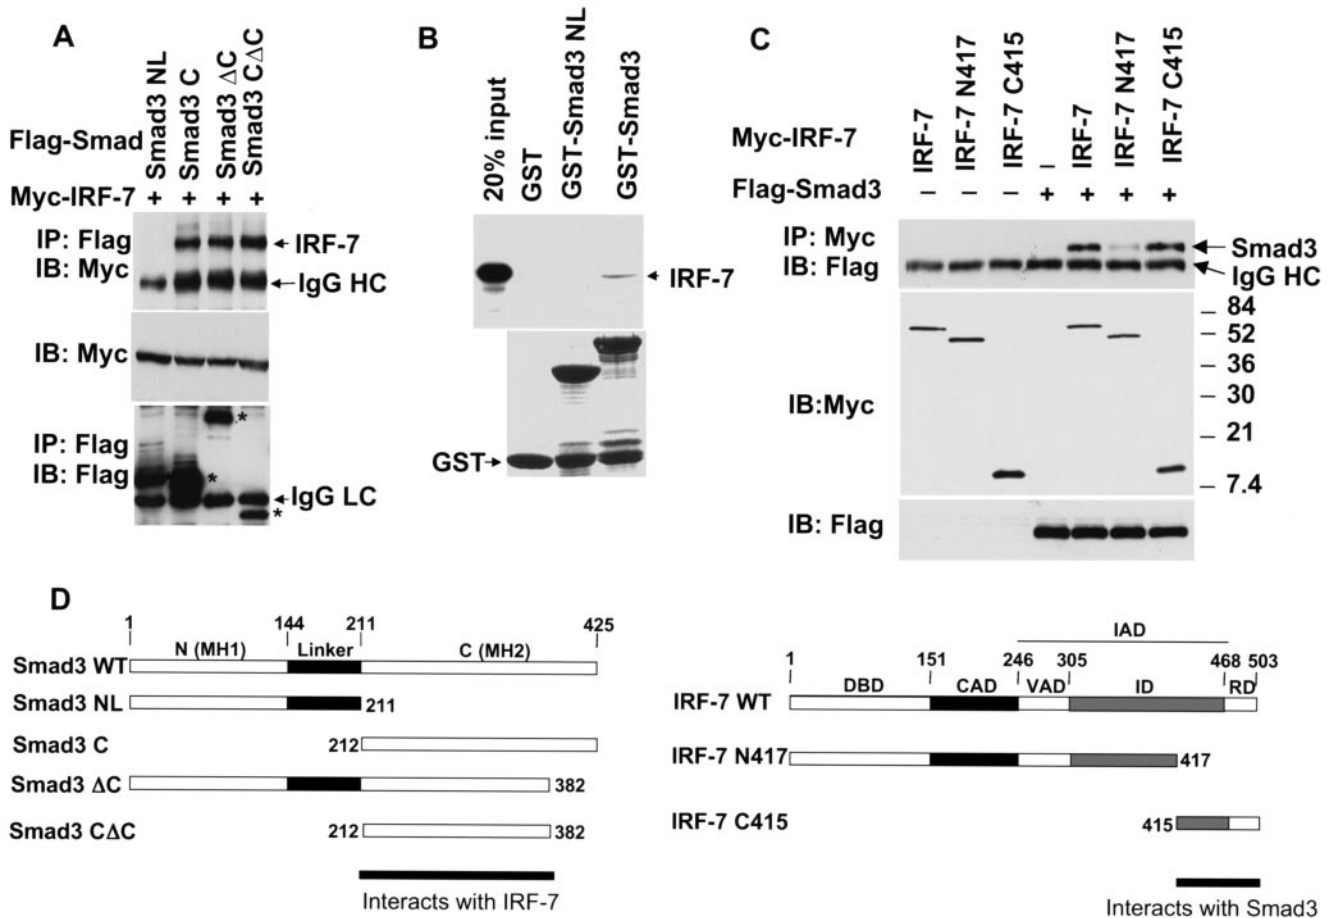 A
Flag-Smad
Smad3 NL
Smad3 C
Smad3 ΔC
Smad3 CΔC
Myc-IRF-7 + + + +
IP: Flag
IB: Myc
IRF-7
IgG HC
IB: Myc
IP: Flag
IB: Flag
*
*
*
IgG LC
B
20% input
GST
GST-Smad3 NL
GST-Smad3
IRF-7
GST
C
Myc-IRF-7
IRF-7
IRF-7 N417
IRF-7 C415
–
IRF-7
IRF-7 N417
IRF-7 C415
Flag-Smad3 – – – + + + +
IP: Myc
IB: Flag
Smad3
IgG HC
IB:Myc
84
52
36
30
21
7.4
IB: Flag
D
1 144 211 425
N (MH1) Linker C (MH2)
Smad3 WT
Smad3 NL 211
Smad3 C 212
Smad3 ΔC 382
Smad3 CΔC 212 382
Interacts with IRF-7
IAD
1 151 246 305 468 503
DBD CAD VAD ID RD
IRF-7 WT
IRF-7 N417 417
IRF-7 C415 415
Interacts with Smad3